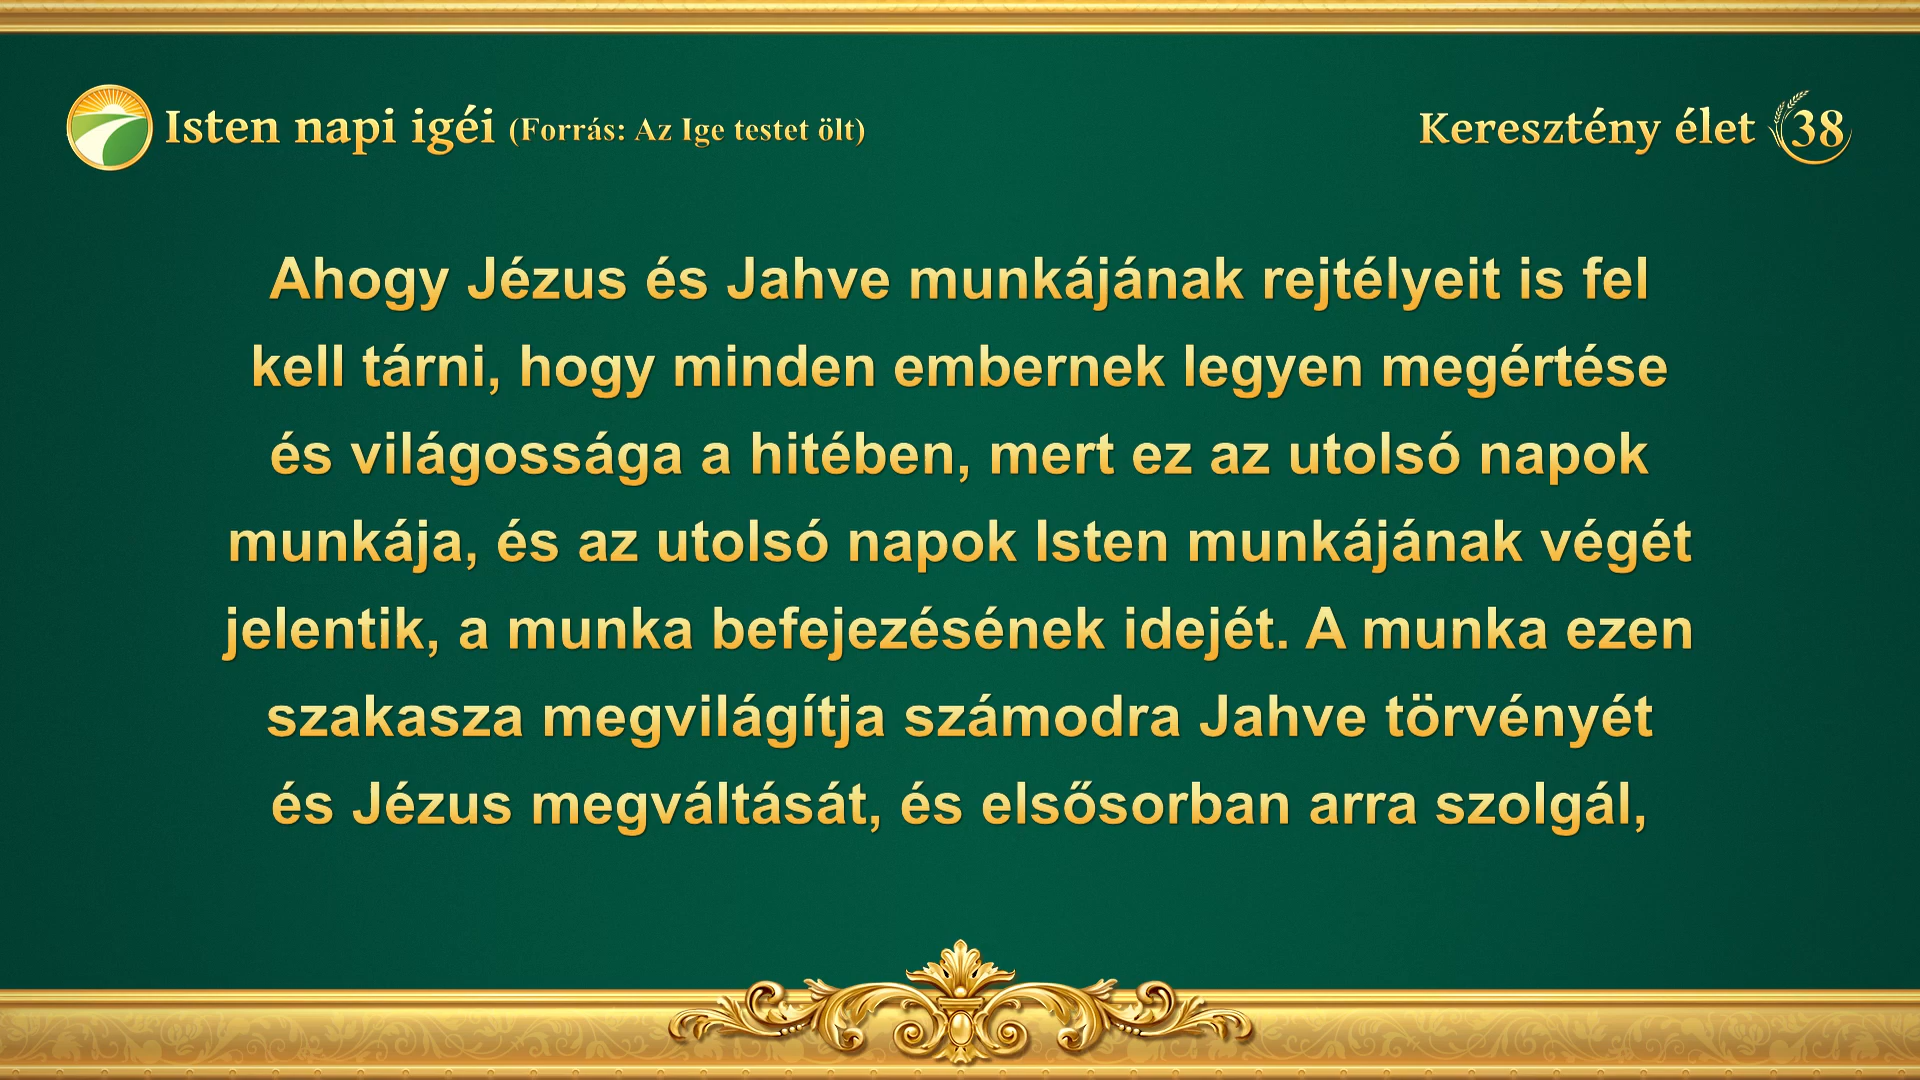 Isten napi igéi (Forrás: Az Ige testet ölt)
Keresztény élet 38
Ahogy Jézus és Jahve munkájának rejtélyeit is fel
kell tárni, hogy minden embernek legyen megértése
és világossága a hitében, mert ez az utolsó napok
munkája, és az utolsó napok Isten munkájának végét
jelentik, a munka befejezésének idejét. A munka ezen
szakasza megvilágítja számodra Jahve törvényét
és Jézus megváltását, és elsősorban arra szolgál,